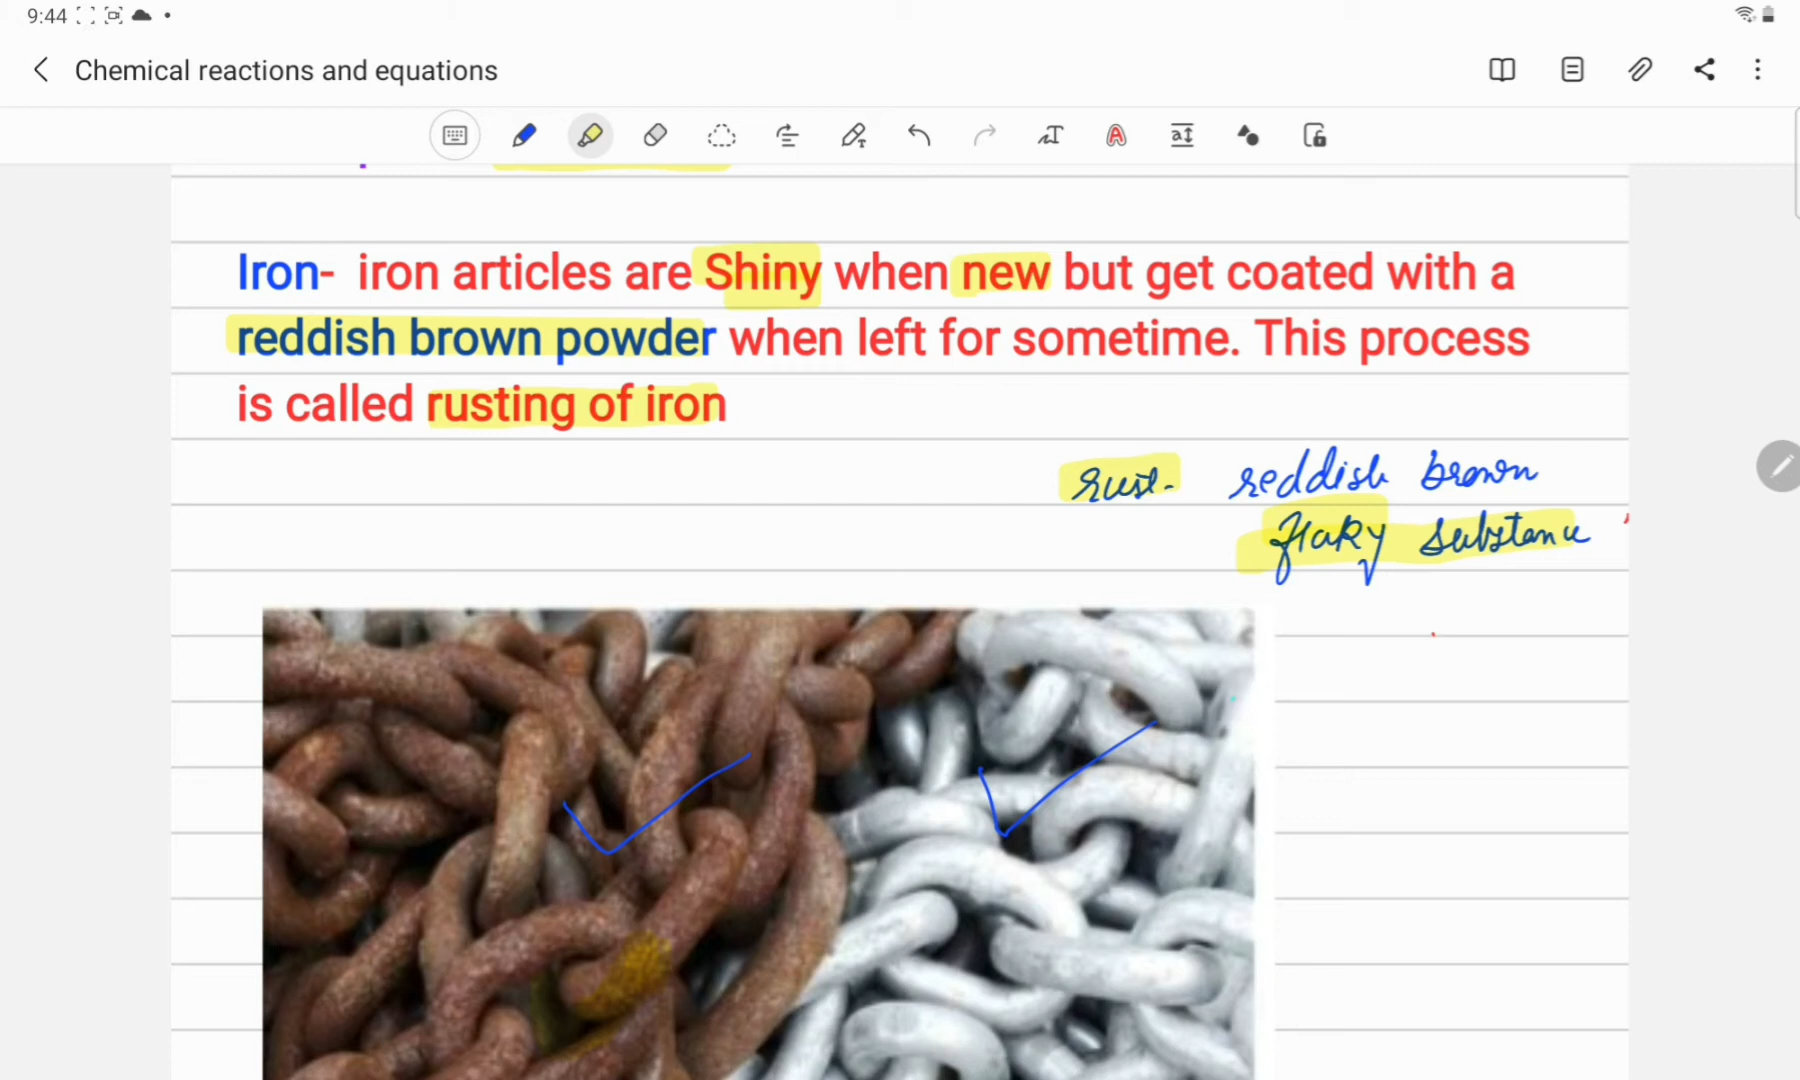 9:44
Chemical reactions and equations
Iron- iron articles are Shiny when new but get coated with a
reddish brown powder when left for sometime. This process
is called rusting of iron
rust- reddish brown
flaky substance